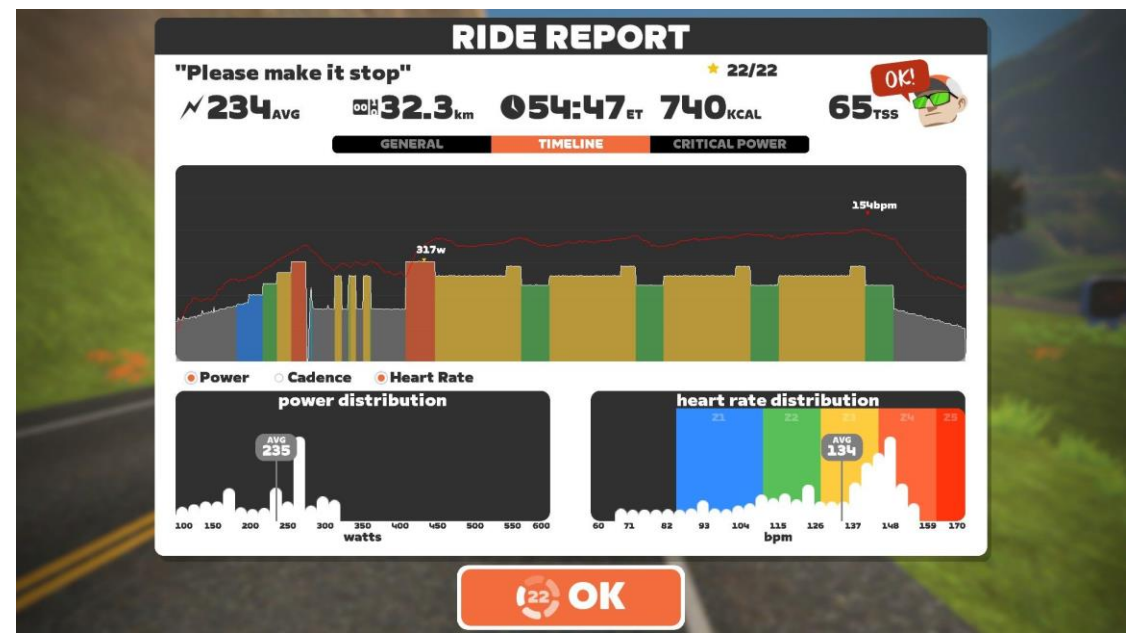 RIDE REPORT
"Please make it stop"
22/22
OK!
234AVG 32.3km 54:47ET 740KCAL 65TSS
GENERAL TIMELINE CRITICAL POWER
154bpm
317w
Power Cadence Heart Rate
power distribution
AVG
235
100 150 200 250 300 350 400 450 500 550 600
watts
heart rate distribution
Z1 Z2 Z3 Z4 Z5
AVG
134
60 71 82 93 104 115 126 137 148 159 170
bpm
22 OK